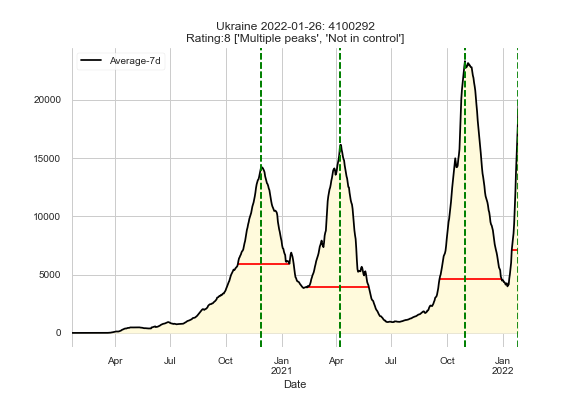 Ukraine 2022-01-26: 4100292
Rating:8 ['Multiple peaks', 'Not in control']
Average-7d
20000
15000
10000
5000
0
Apr Jul Oct Jan Apr Jul Oct Jan
2021 2022
Date